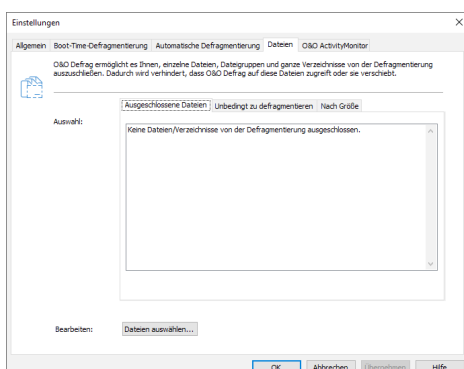 Einstellungen
Allgemein Boot-Time-Defragmentierung Automatische Defragmentierung Dateien O&O ActivityMonitor
O&O Defrag ermöglicht es Ihnen, einzelne Dateien, Dateigruppen und ganze Verzeichnisse von der Defragmentierung
auszuschließen. Dadurch wird verhindert, dass O&O Defrag auf diese Dateien zugreift oder sie verschiebt.
Ausgeschlossene Dateien Unbedingt zu defragmentieren Nach Größe
Auswahl:
Keine Dateien/Verzeichnisse von der Defragmentierung ausgeschlossen.
Bearbeiten: Dateien auswählen...
OK Abbrechen Übernehmen Hilfe